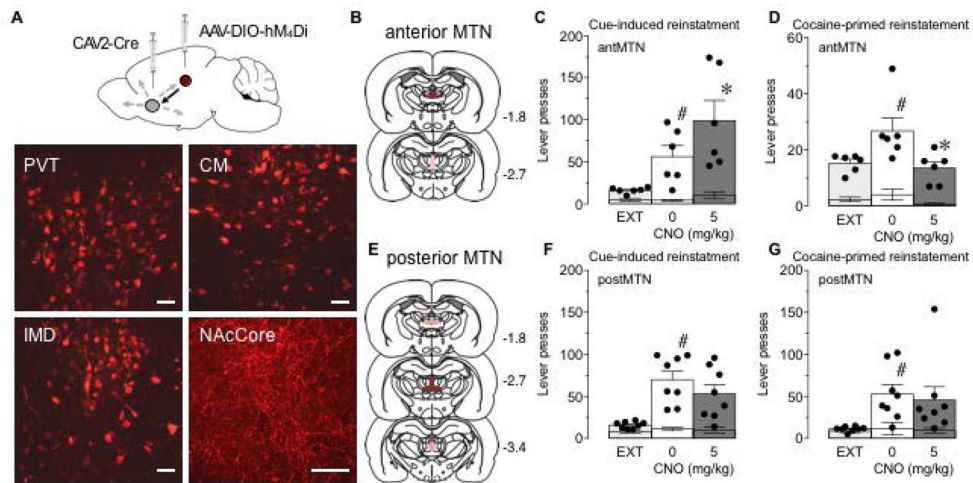 A
CAV2-Cre
AAV-DIO-hM₄Di
PVT
CM
IMD
NAcCore
B
anterior MTN
-1.8
-2.7
C
Cue-induced reinstatment
antMTN
Lever presses
200
150
100
50
0
#
*
EXT 0 5
CNO (mg/kg)
D
Cocaine-primed reinstatement
antMTN
Lever presses
60
40
20
0
#
*
EXT 0 5
CNO (mg/kg)
E
posterior MTN
-1.8
-2.7
-3.4
F
Cue-induced reinstatment
postMTN
Lever presses
200
150
100
50
0
#
EXT 0 5
CNO (mg/kg)
G
Cocaine-primed reinstatement
postMTN
Lever presses
200
150
100
50
0
#
EXT 0 5
CNO (mg/kg)